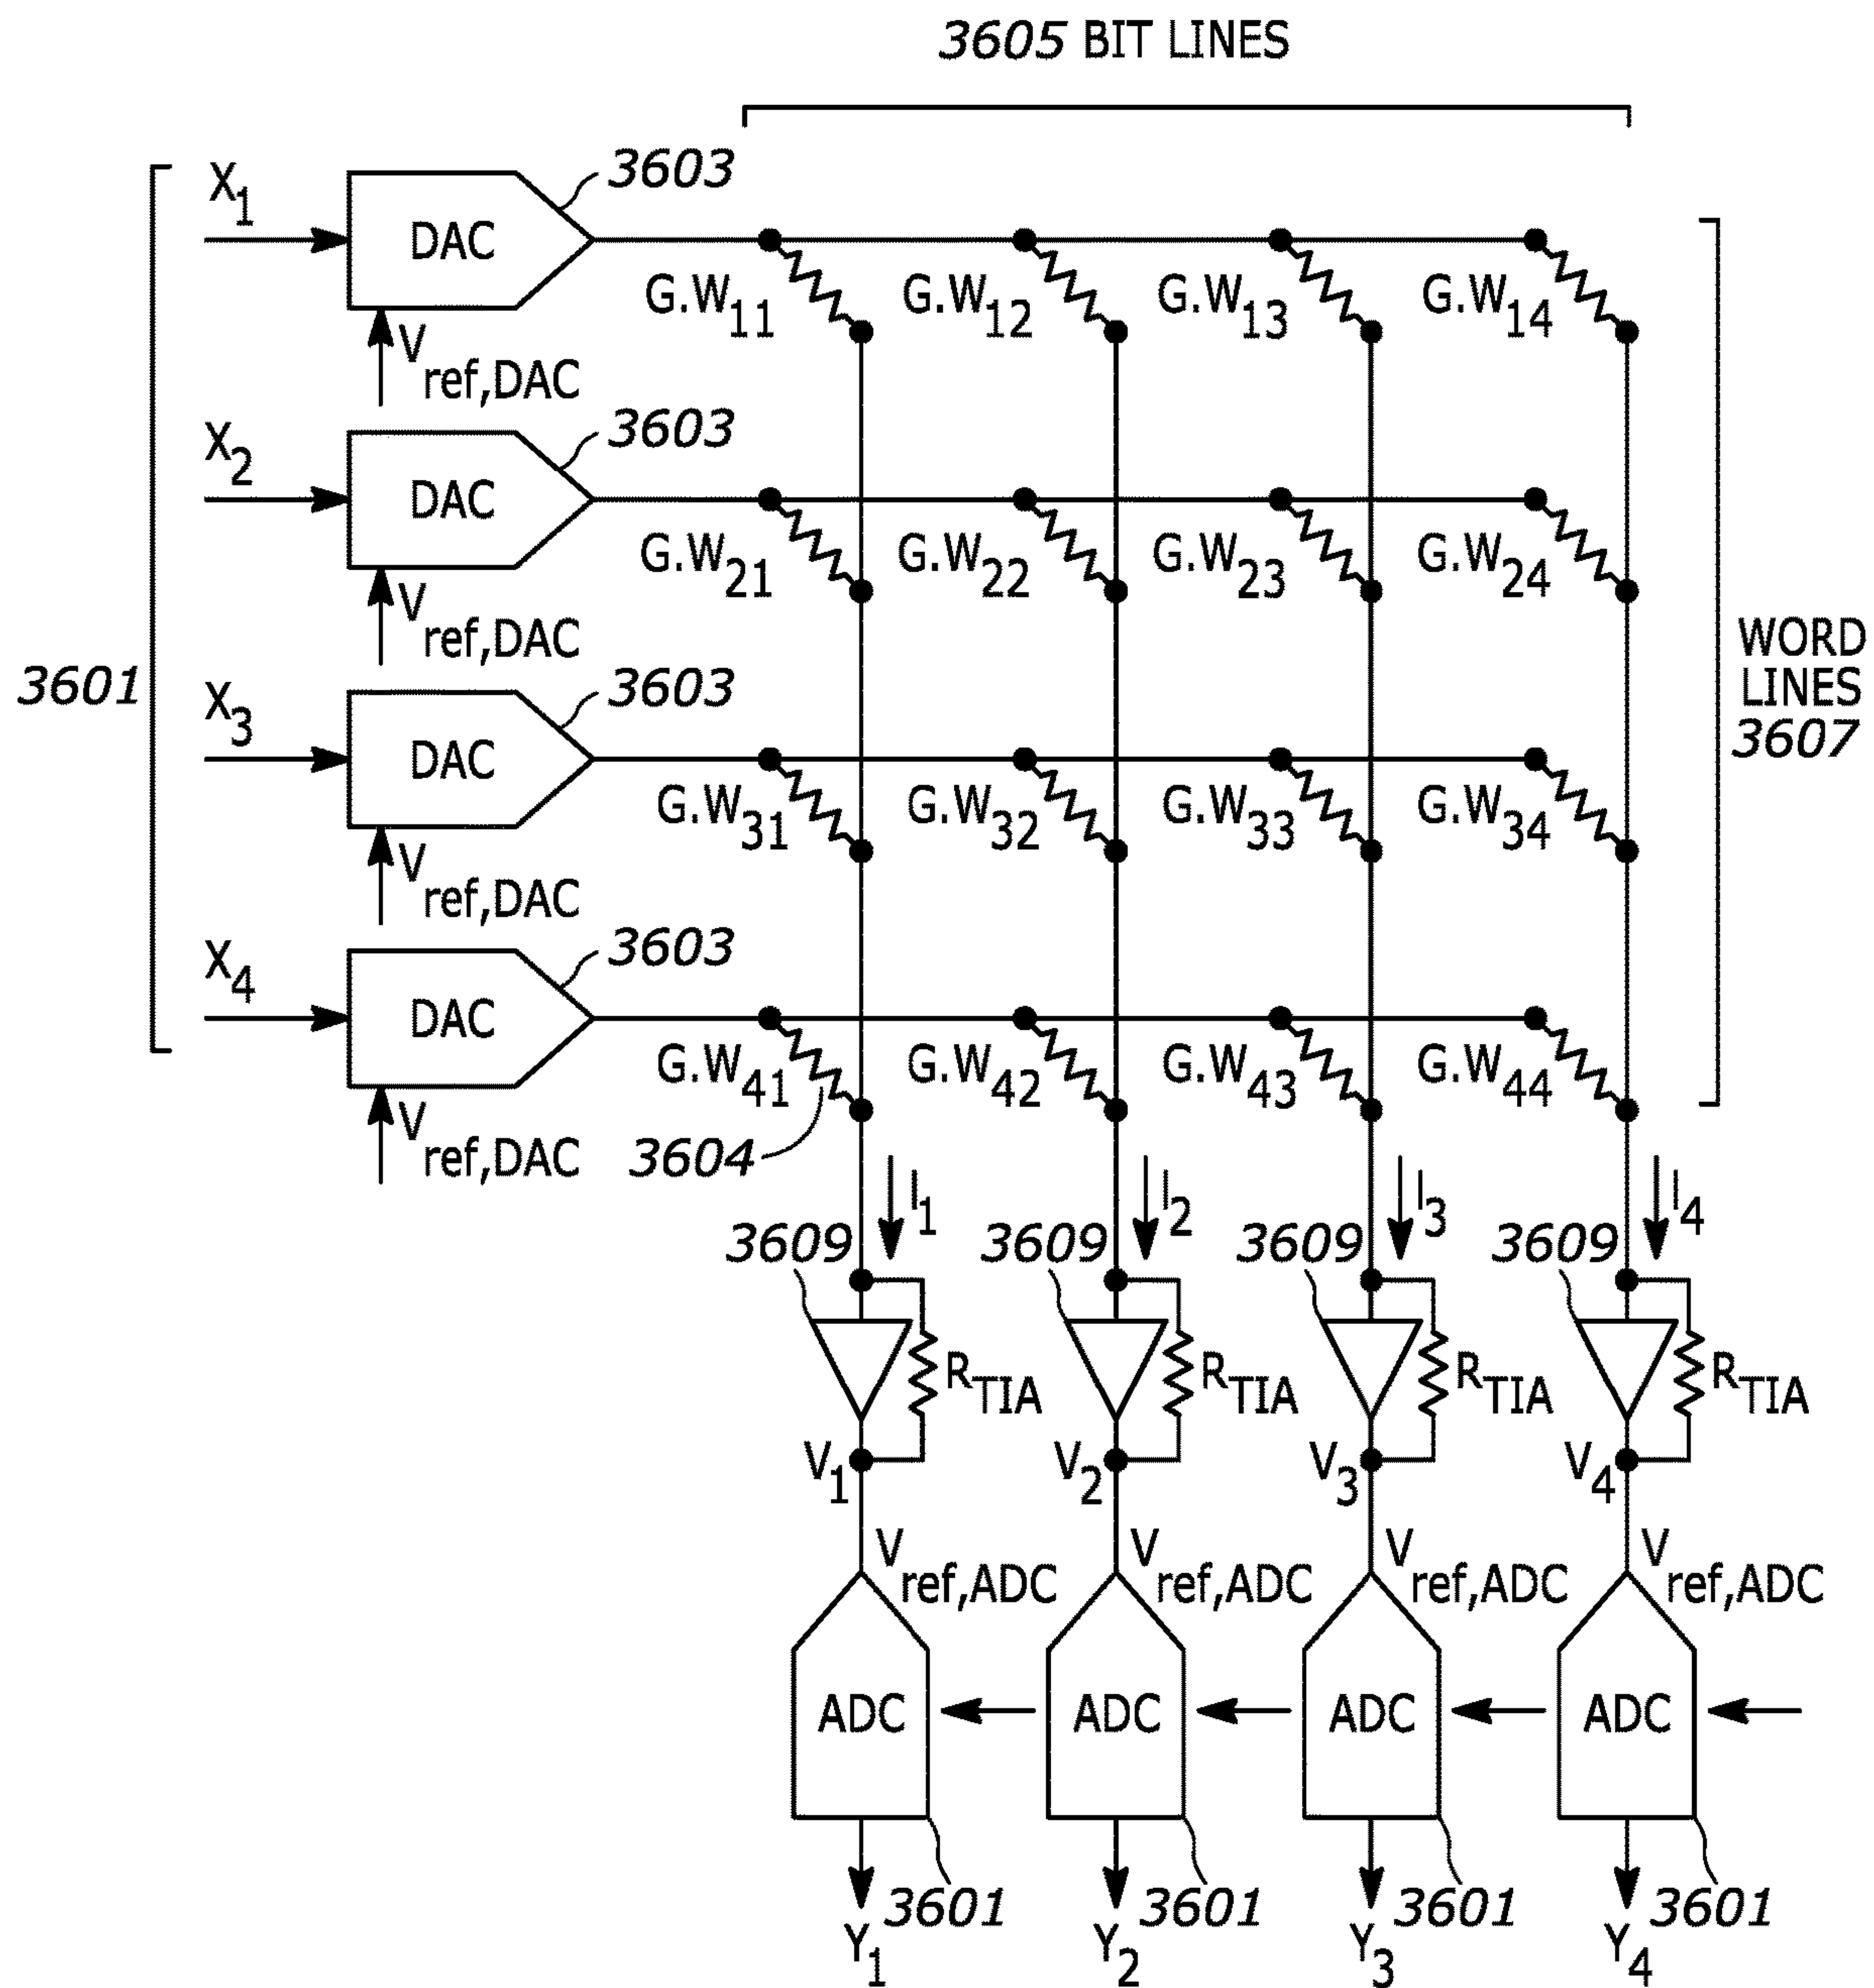 3605 BIT LINES
X1 DAC 3603
G.W11 G.W12 G.W13 G.W14
Vref,DAC
X2 DAC 3603
G.W21 G.W22 G.W23 G.W24
Vref,DAC
WORD
LINES
3607
3601
X3 DAC 3603
G.W31 G.W32 G.W33 G.W34
Vref,DAC
X4 DAC 3603
G.W41 G.W42 G.W43 G.W44
Vref,DAC
3604
I1 I2 I3 I4
3609 3609 3609 3609
RTIA RTIA RTIA RTIA
V1 V2 V3 V4
Vref,ADC Vref,ADC Vref,ADC Vref,ADC
ADC ADC ADC ADC
3601 3601 3601 3601
Y1 Y2 Y3 Y4